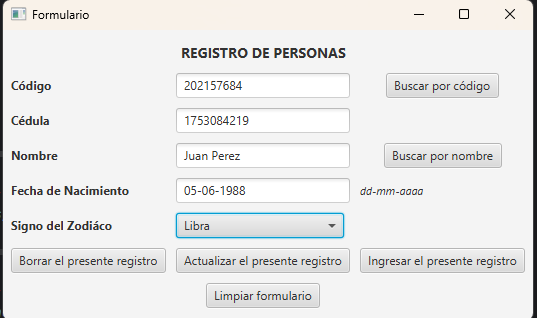 Formulario
REGISTRO DE PERSONAS
Código 202157684 Buscar por código
Cédula 1753084219
Nombre Juan Perez Buscar por nombre
Fecha de Nacimiento 05-06-1988 dd-mm-aaaa
Signo del Zodiáco Libra
Borrar el presente registro Actualizar el presente registro Ingresar el presente registro
Limpiar formulario